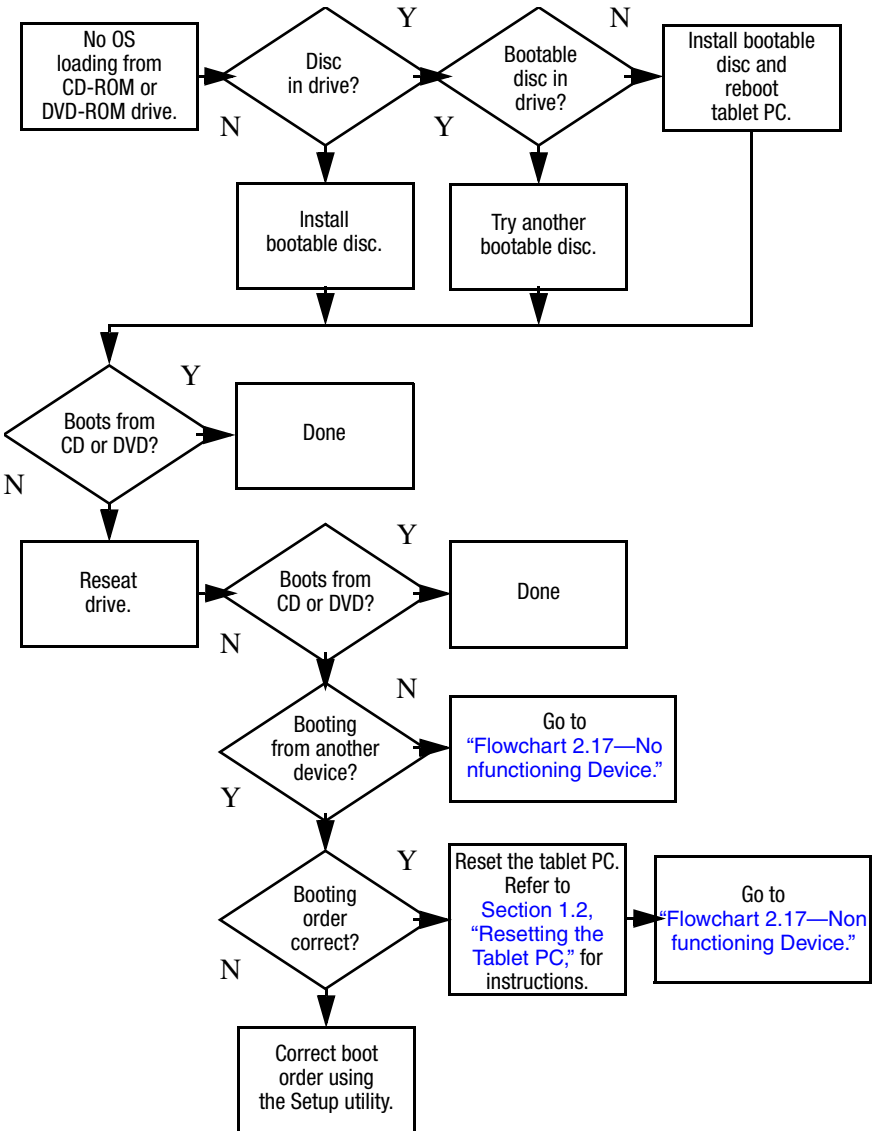 No OS
loading from
CD-ROM or
DVD-ROM drive.
Y
Disc
in drive?
N
N
Bootable
disc in
drive?
Y
Install bootable
disc and
reboot
tablet PC.
Install
bootable disc.
Try another
bootable disc.
Y
Boots from
CD or DVD?
N
Done
Reseat
drive.
Y
Boots from
CD or DVD?
N
Done
N
Booting
from another
device?
Y
Go to
“Flowchart 2.17—No
nfunctioning Device.”
Y
Booting
order
correct?
N
Reset the tablet PC.
Refer to
Section 1.2,
“Resetting the
Tablet PC,” for
instructions.
Go to
“Flowchart 2.17—Non
functioning Device.”
Correct boot
order using
the Setup utility.